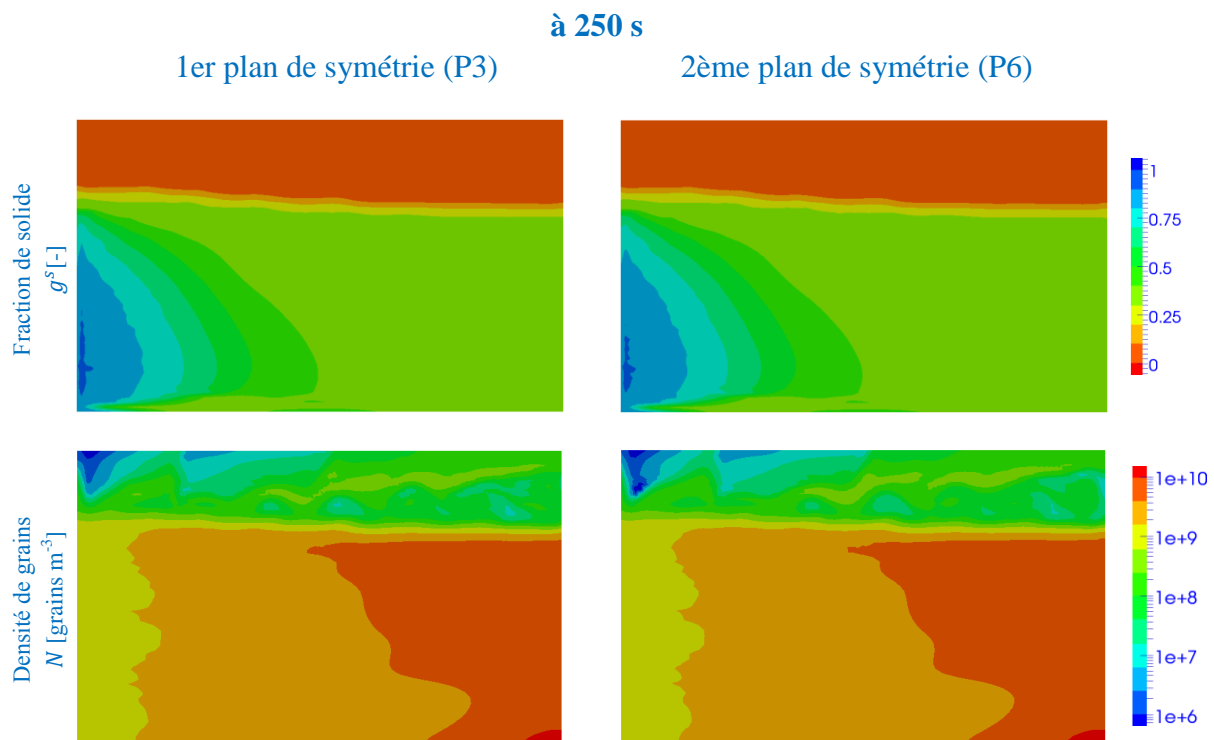 à 250 s
1er plan de symétrie (P3)
2ème plan de symétrie (P6)
Fraction de solide
g^s [-]
1
0.75
0.5
0.25
0
Densité de grains
N [grains m⁻³]
1e+10
1e+9
1e+8
1e+7
1e+6